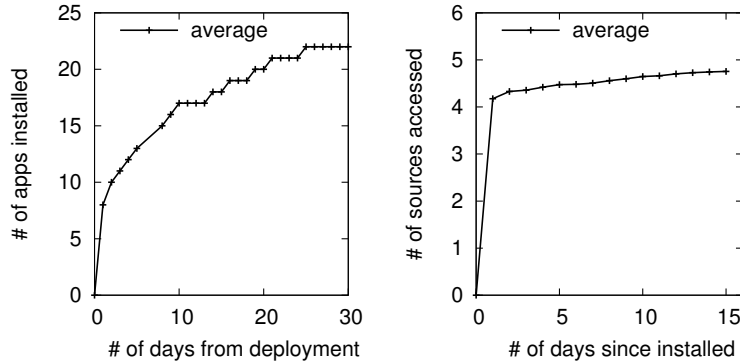 average
25
20
15
10
5
0
# of apps installed
0 10 20 30
# of days from deployment
average
6
5
4
3
2
1
0
# of sources accessed
0 5 10 15
# of days since installed